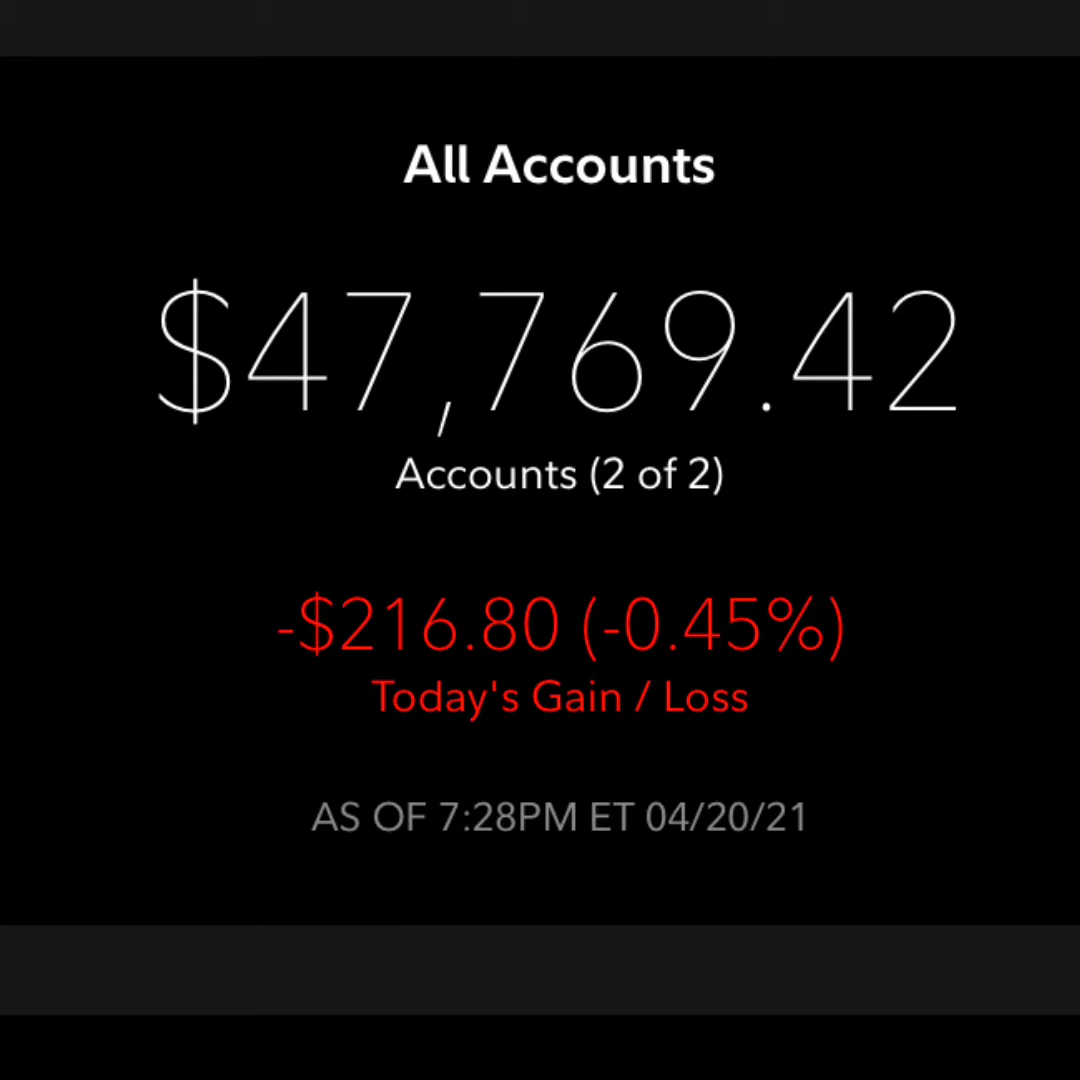 All Accounts
$47,769.42
Accounts (2 of 2)
-$216.80 (-0.45%)
Today's Gain / Loss
AS OF 7:28PM ET 04/20/21